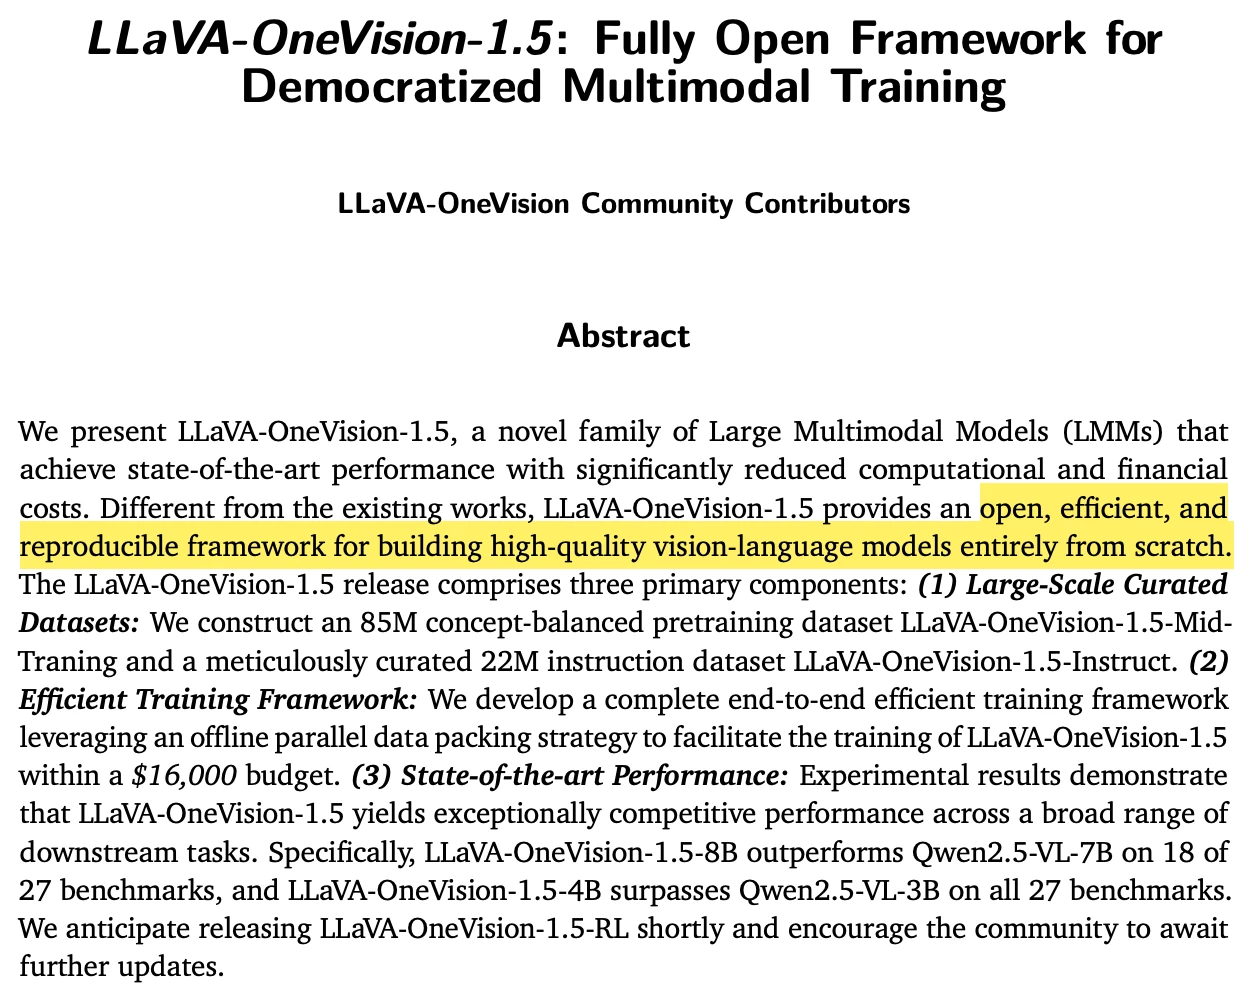 LLaVA-OneVision-1.5: Fully Open Framework for
Democratized Multimodal Training
LLaVA-OneVision Community Contributors
Abstract
We present LLaVA-OneVision-1.5, a novel family of Large Multimodal Models (LMMs) that
achieve state-of-the-art performance with significantly reduced computational and financial
costs. Different from the existing works, LLaVA-OneVision-1.5 provides an open, efficient, and
reproducible framework for building high-quality vision-language models entirely from scratch.
The LLaVA-OneVision-1.5 release comprises three primary components: (1) Large-Scale Curated
Datasets: We construct an 85M concept-balanced pretraining dataset LLaVA-OneVision-1.5-Mid-
Traning and a meticulously curated 22M instruction dataset LLaVA-OneVision-1.5-Instruct. (2)
Efficient Training Framework: We develop a complete end-to-end efficient training framework
leveraging an offline parallel data packing strategy to facilitate the training of LLaVA-OneVision-1.5
within a $16,000 budget. (3) State-of-the-art Performance: Experimental results demonstrate
that LLaVA-OneVision-1.5 yields exceptionally competitive performance across a broad range of
downstream tasks. Specifically, LLaVA-OneVision-1.5-8B outperforms Qwen2.5-VL-7B on 18 of
27 benchmarks, and LLaVA-OneVision-1.5-4B surpasses Qwen2.5-VL-3B on all 27 benchmarks.
We anticipate releasing LLaVA-OneVision-1.5-RL shortly and encourage the community to await
further updates.